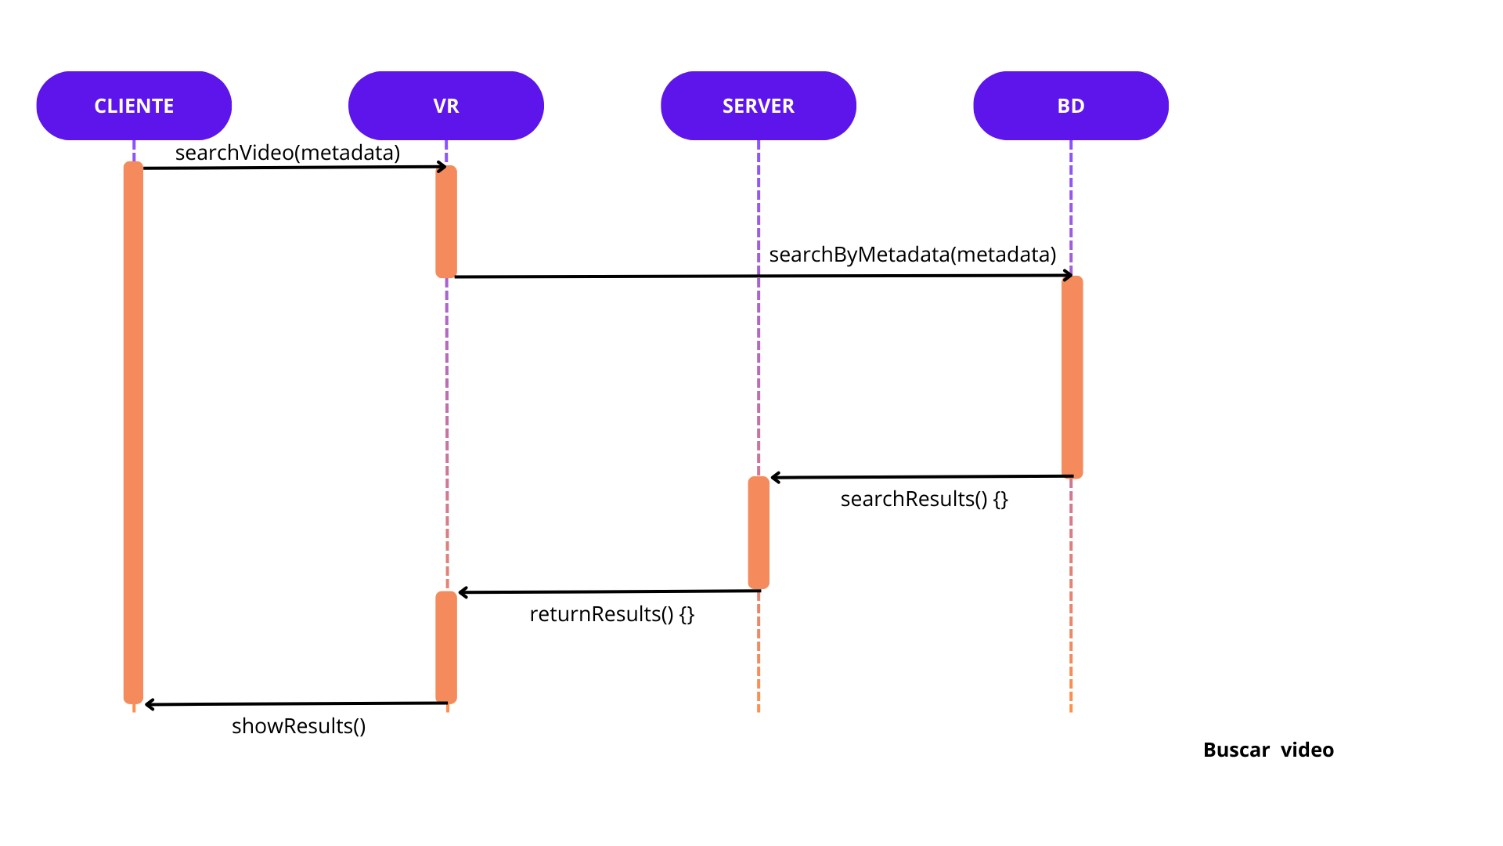 CLIENTE
VR
SERVER
BD
searchVideo(metadata)
searchByMetadata(metadata)
searchResults() {}
returnResults() {}
showResults()
Buscar video